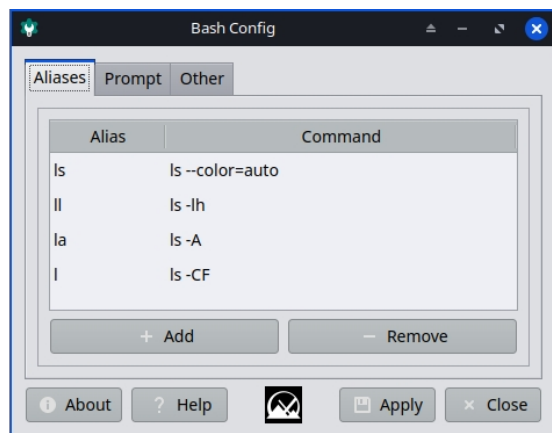 Bash Config
Aliases Prompt Other
Alias Command
ls ls --color=auto
ll ls -lh
la ls -A
l ls -CF
+ Add − Remove
About ? Help Apply × Close